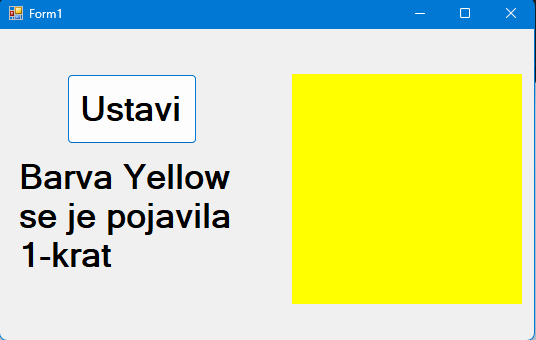 Form1
Ustavi
Barva Yellow
se je pojavila
1-krat